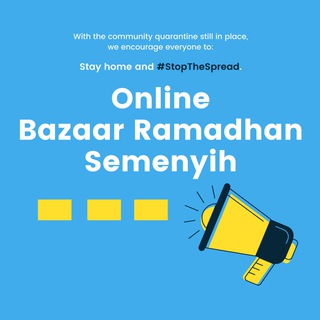 With the community quarantine still in place,
we encourage everyone to:
Stay home and #StopTheSpread.
Online
Bazaar Ramadhan
Semenyih